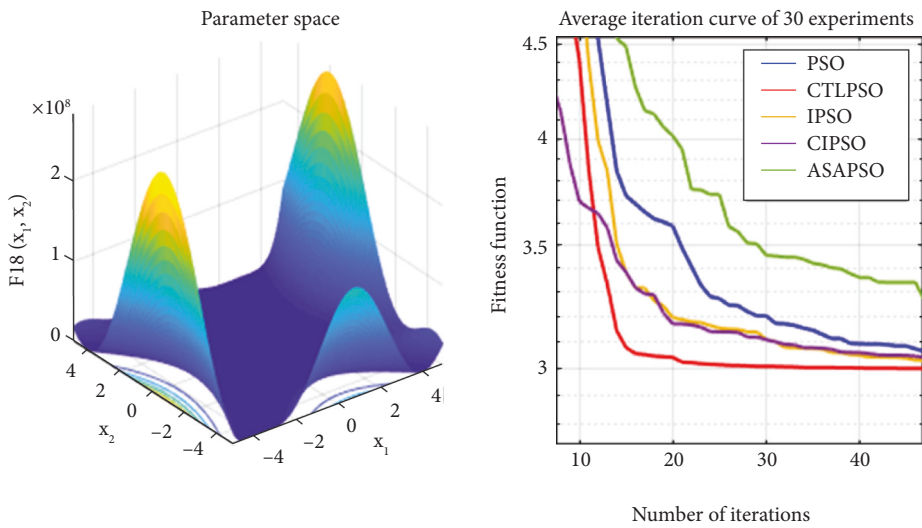 Parameter space
×10⁸
2
1
0
F18 (x₁, x₂)
4
2
0
−2
−4
x₂
−4
−2
0
2
4
x₁
Average iteration curve of 30 experiments
4.5
4
3.5
3
Fitness function
PSO
CTLPSO
IPSO
CIPSO
ASAPSO
10
20
30
40
Number of iterations